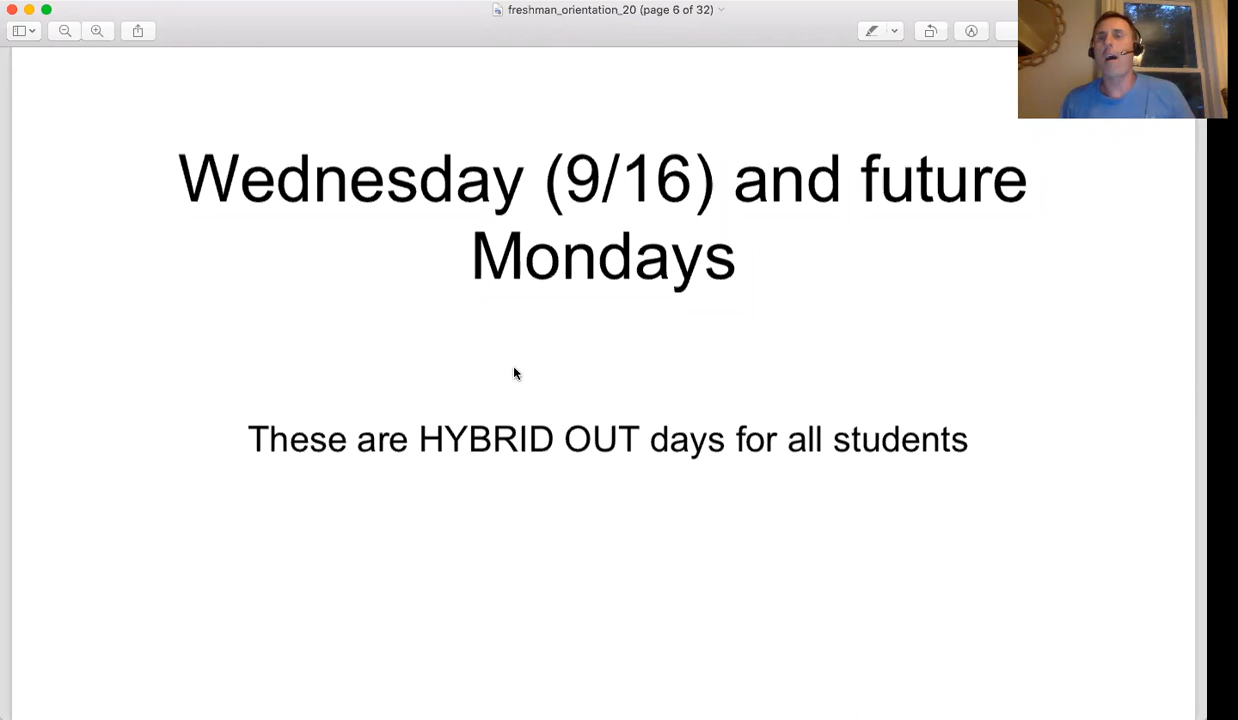 freshman_orientation_20 (page 6 of 32)
Wednesday (9/16) and future
Mondays
These are HYBRID OUT days for all students